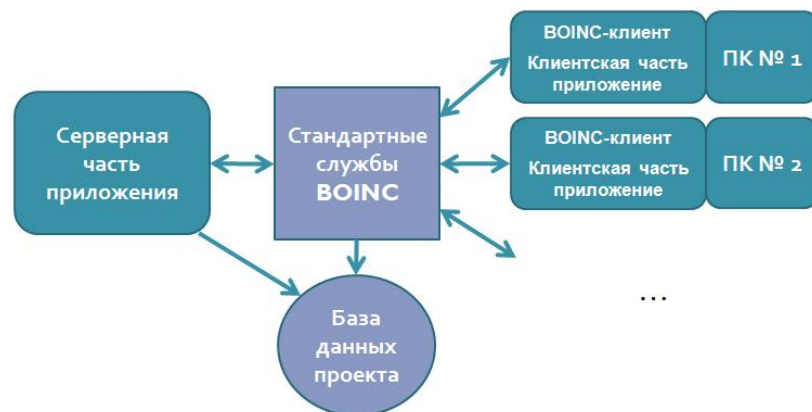 Серверная
часть
приложения
Стандартные
службы
BOINC
База
данных
проекта
BOINC-клиент
Клиентская часть
приложение
ПК № 1
BOINC-клиент
Клиентская часть
приложение
ПК № 2
...